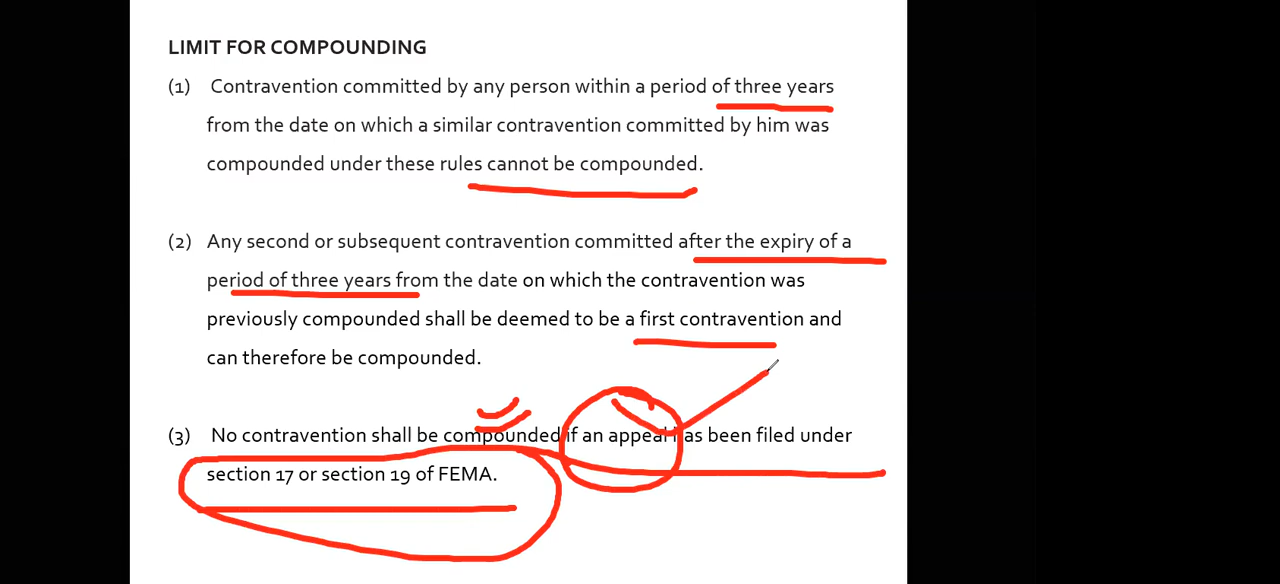 LIMIT FOR COMPOUNDING
(1) Contravention committed by any person within a period of three years
from the date on which a similar contravention committed by him was
compounded under these rules cannot be compounded.
(2) Any second or subsequent contravention committed after the expiry of a
period of three years from the date on which the contravention was
previously compounded shall be deemed to be a first contravention and
can therefore be compounded.
(3) No contravention shall be compounded if an appeal has been filed under
section 17 or section 19 of FEMA.